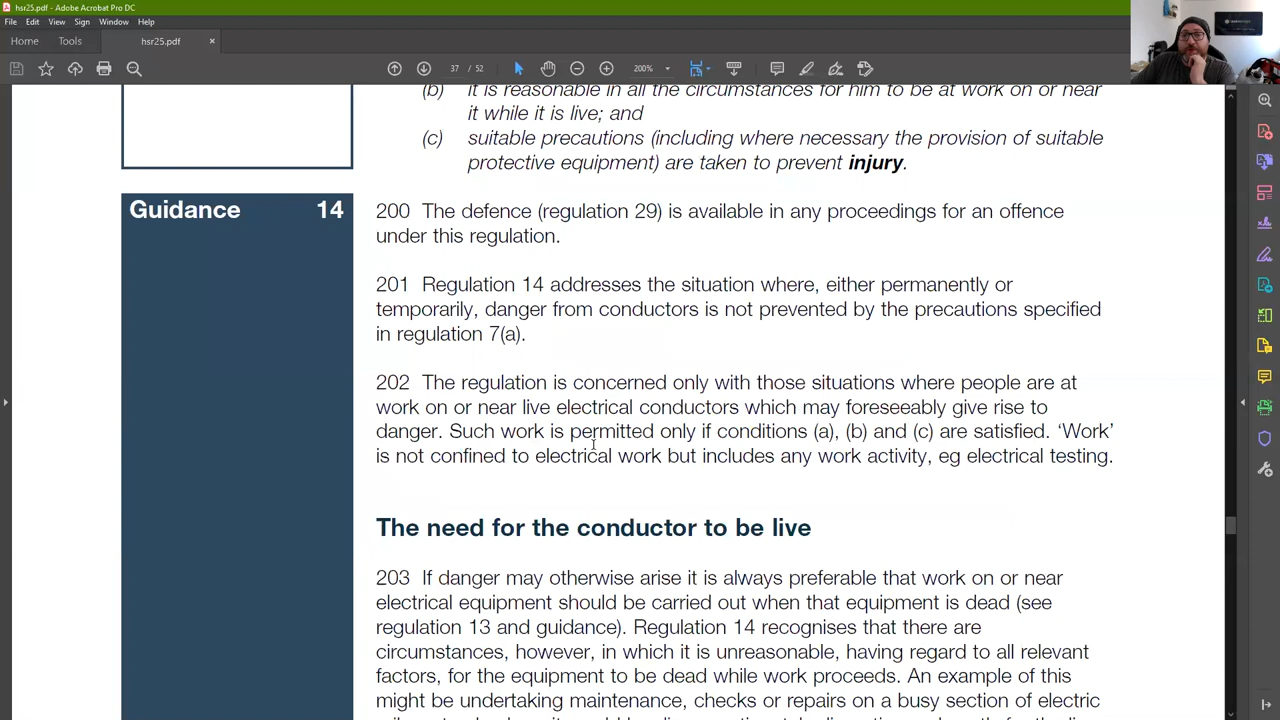 hsr25.pdf - Adobe Acrobat Pro DC
File Edit View Sign Window Help
Home Tools hsr25.pdf ×
37 / 52 200%
(b) it is reasonable in all the circumstances for him to be at work on or near
it while it is live; and
(c) suitable precautions (including where necessary the provision of suitable
protective equipment) are taken to prevent injury.
Guidance 14
200 The defence (regulation 29) is available in any proceedings for an offence
under this regulation.
201 Regulation 14 addresses the situation where, either permanently or
temporarily, danger from conductors is not prevented by the precautions specified
in regulation 7(a).
202 The regulation is concerned only with those situations where people are at
work on or near live electrical conductors which may foreseeably give rise to
danger. Such work is permitted only if conditions (a), (b) and (c) are satisfied. ‘Work’
is not confined to electrical work but includes any work activity, eg electrical testing.
The need for the conductor to be live
203 If danger may otherwise arise it is always preferable that work on or near
electrical equipment should be carried out when that equipment is dead (see
regulation 13 and guidance). Regulation 14 recognises that there are
circumstances, however, in which it is unreasonable, having regard to all relevant
factors, for the equipment to be dead while work proceeds. An example of this
might be undertaking maintenance, checks or repairs on a busy section of electric